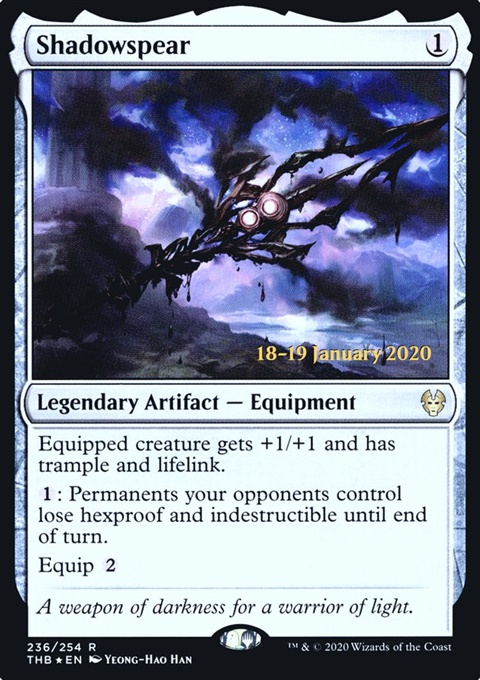 Shadowspear 1
18-19 January 2020
Legendary Artifact — Equipment
Equipped creature gets +1/+1 and has
trample and lifelink.
1: Permanents your opponents control
lose hexproof and indestructible until end
of turn.
Equip 2
A weapon of darkness for a warrior of light.
236/254 R
™ & © 2020 Wizards of the Coast
THB ★ EN Yeong-Hao Han